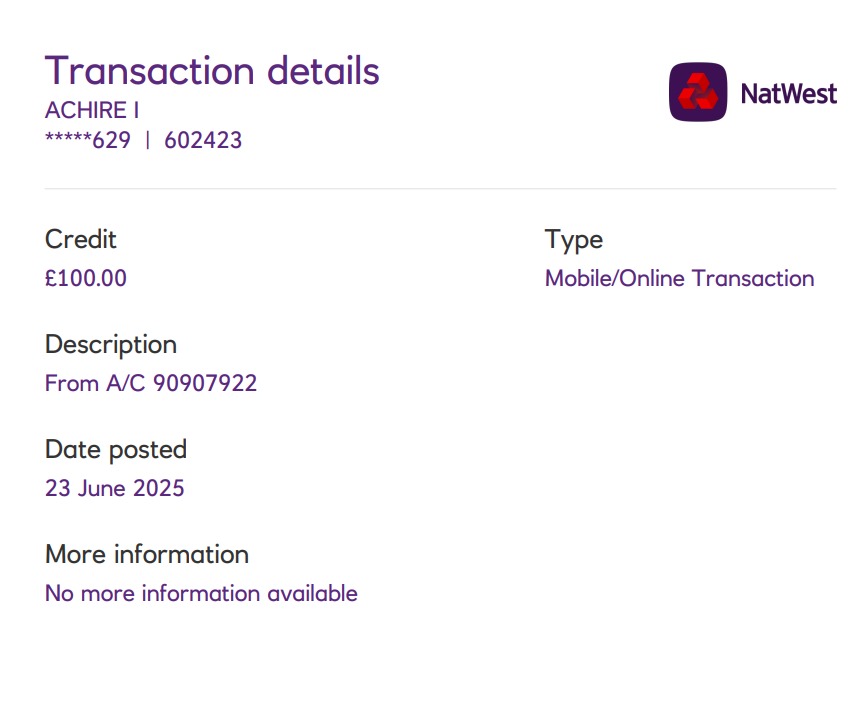 Transaction details
ACHIRE I
*****629 | 602423
NatWest
Credit
£100.00
Type
Mobile/Online Transaction
Description
From A/C 90907922
Date posted
23 June 2025
More information
No more information available